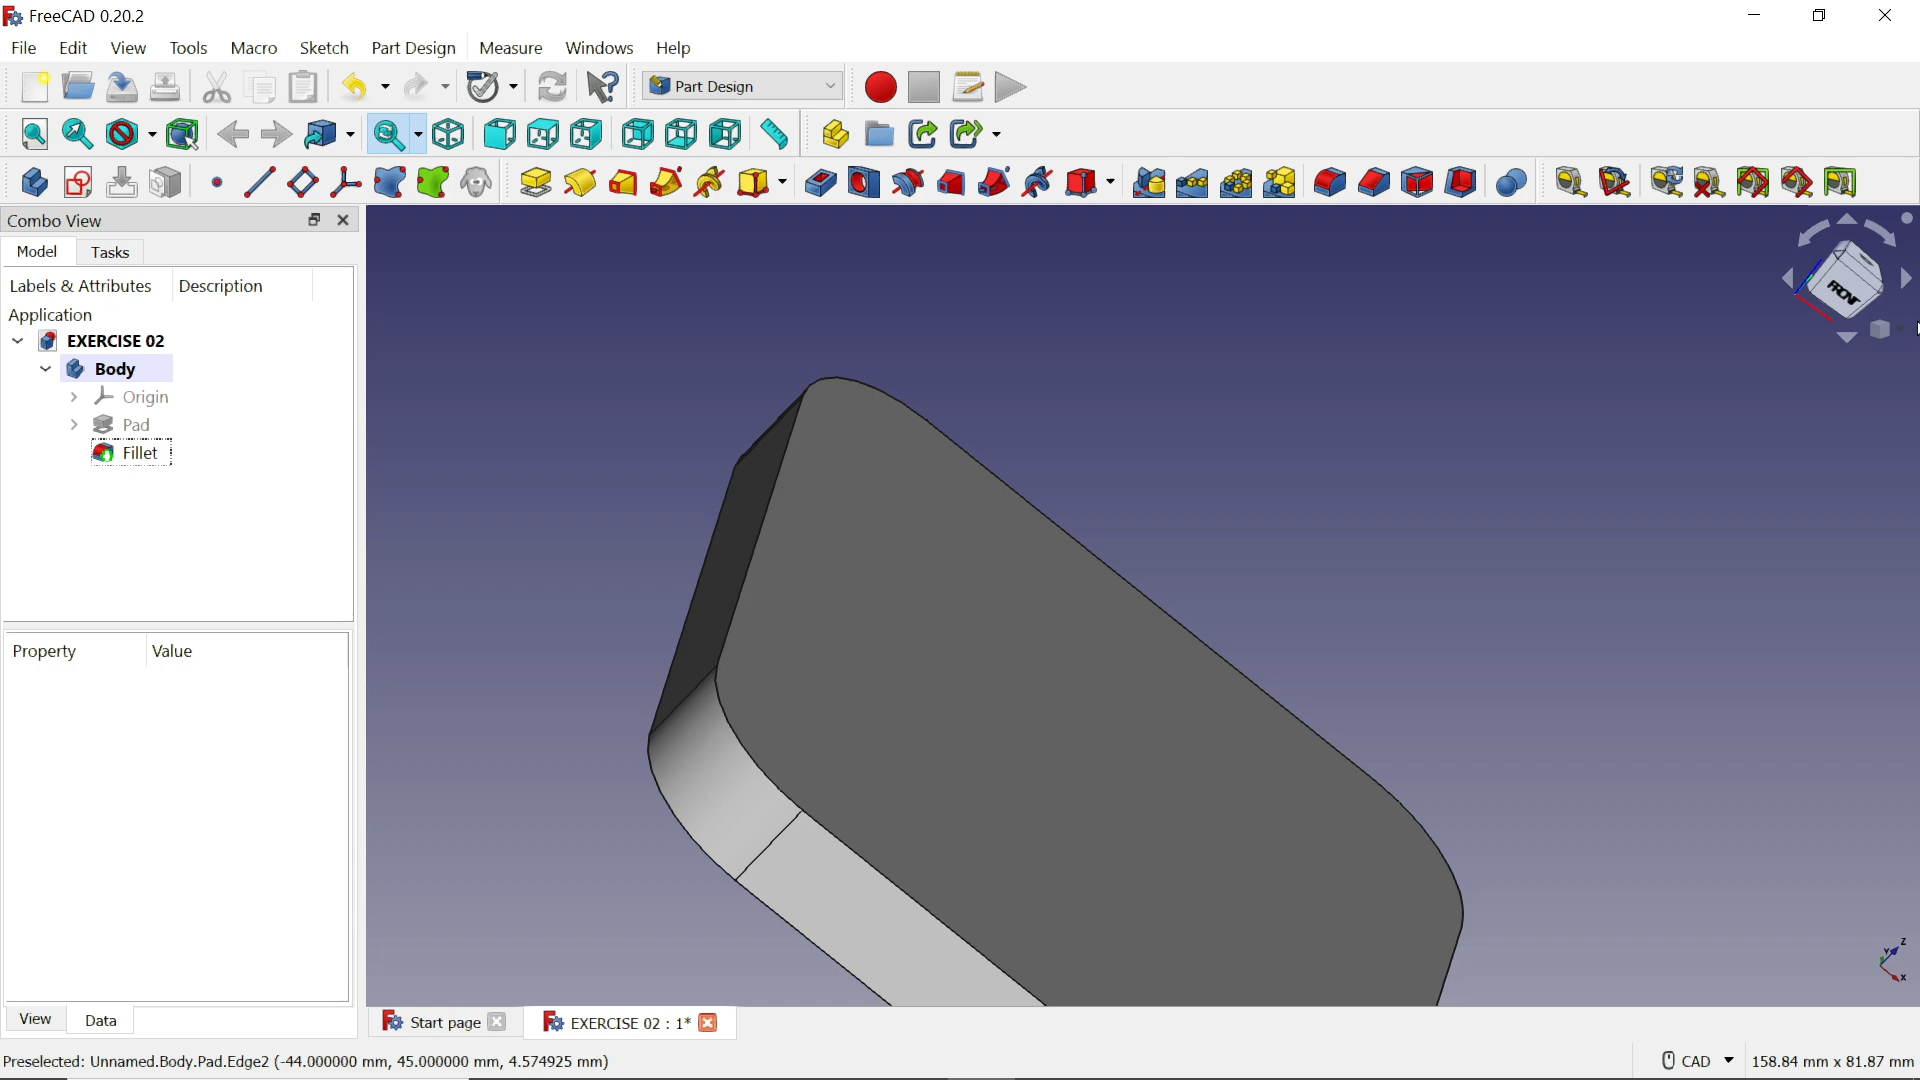 FreeCAD 0.20.2
File Edit View Tools Macro Sketch Part Design Measure Windows Help
Part Design
Combo View
Model Tasks
Labels & Attributes Description
Application
EXERCISE 02
Body
Origin
Pad
Fillet
FRONT
Property Value
Z
Y
X
View Data
Start page EXERCISE 02 : 1*
Preselected: Unnamed.Body.Pad.Edge2 (-44.000000 mm, 45.000000 mm, 4.574925 mm) CAD 158.84 mm x 81.87 mm